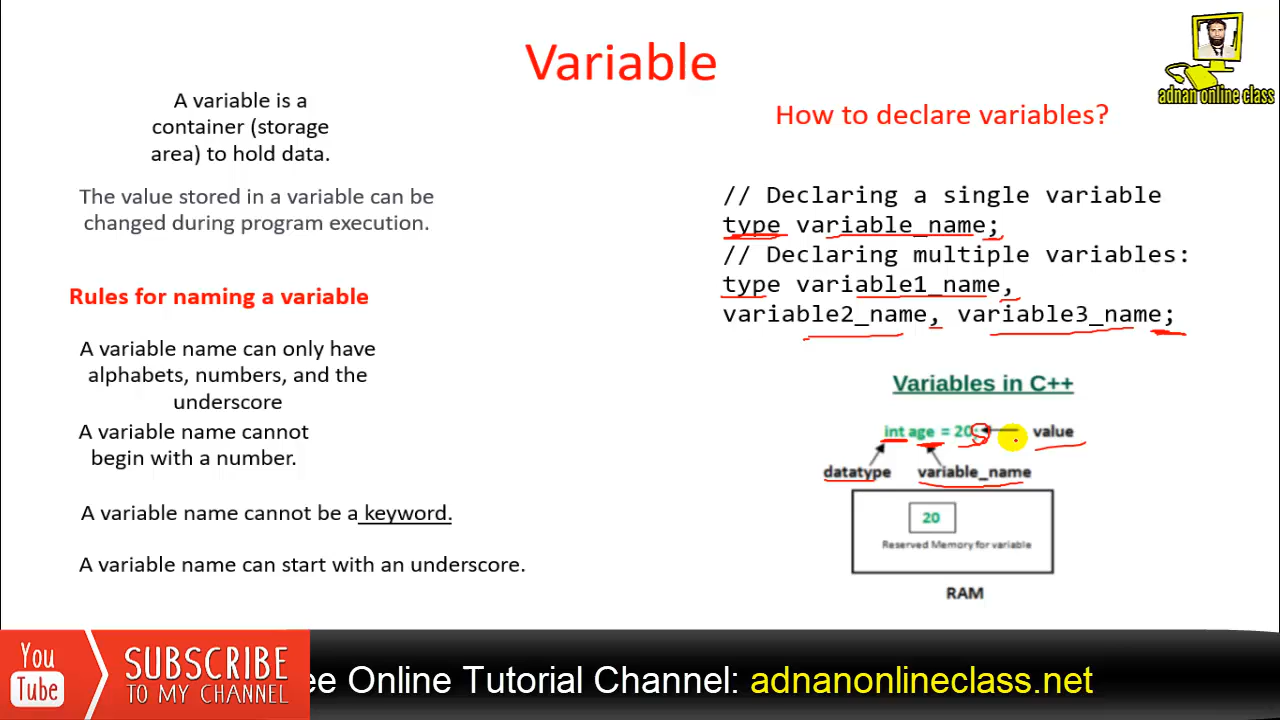 Variable
adnan online class
A variable is a
container (storage
area) to hold data.
The value stored in a variable can be
changed during program execution.
Rules for naming a variable
A variable name can only have
alphabets, numbers, and the
underscore
A variable name cannot
begin with a number.
A variable name cannot be a keyword.
A variable name can start with an underscore.
How to declare variables?
// Declaring a single variable
type variable_name;
// Declaring multiple variables:
type variable1_name,
variable2_name, variable3_name;
Variables in C++
int age = 20 value
datatype variable_name
20
Reserved Memory for variable
RAM
You
Tube
SUBSCRIBE
TO MY CHANNEL
ee Online Tutorial Channel: adnanonlineclass.net